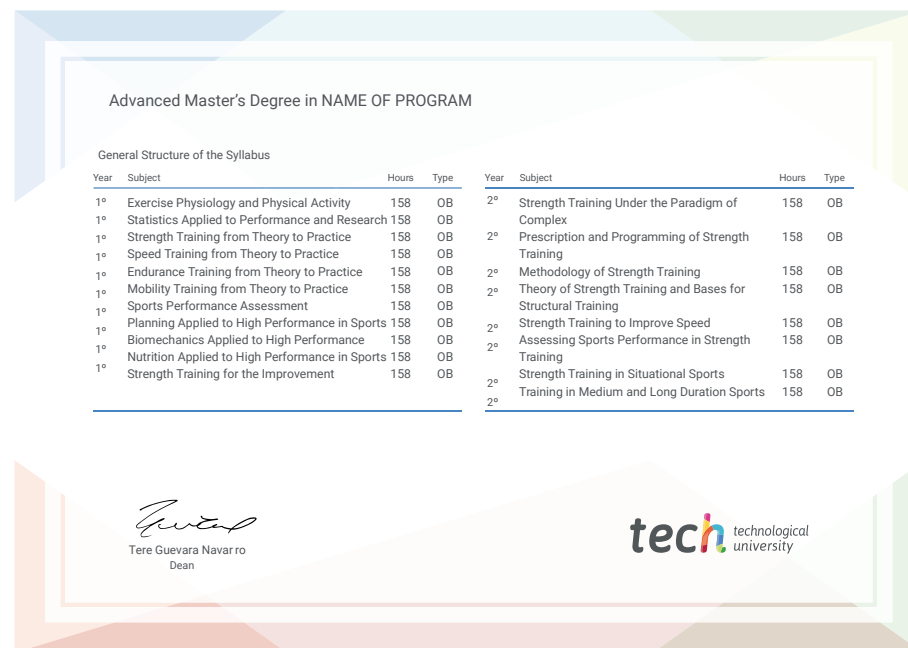 Advanced Master's Degree in NAME OF PROGRAM
General Structure of the Syllabus
Year Subject Hours Type
1º Exercise Physiology and Physical Activity 158 OB
1º Statistics Applied to Performance and Research 158 OB
1º Strength Training from Theory to Practice 158 OB
1º Speed Training from Theory to Practice 158 OB
1º Endurance Training from Theory to Practice 158 OB
1º Mobility Training from Theory to Practice 158 OB
1º Sports Performance Assessment 158 OB
1º Planning Applied to High Performance in Sports 158 OB
1º Biomechanics Applied to High Performance 158 OB
1º Nutrition Applied to High Performance in Sports 158 OB
Strength Training for the Improvement 158 OB
Year Subject Hours Type
2º Strength Training Under the Paradigm of 158 OB
Complex
2º Prescription and Programming of Strength 158 OB
Training
2º Methodology of Strength Training 158 OB
2º Theory of Strength Training and Bases for 158 OB
Structural Training
2º Strength Training to Improve Speed 158 OB
2º Assessing Sports Performance in Strength 158 OB
Training
2º Strength Training in Situational Sports 158 OB
2º Training in Medium and Long Duration Sports 158 OB
Tere Guevara Navarro
Dean
tech technological
university